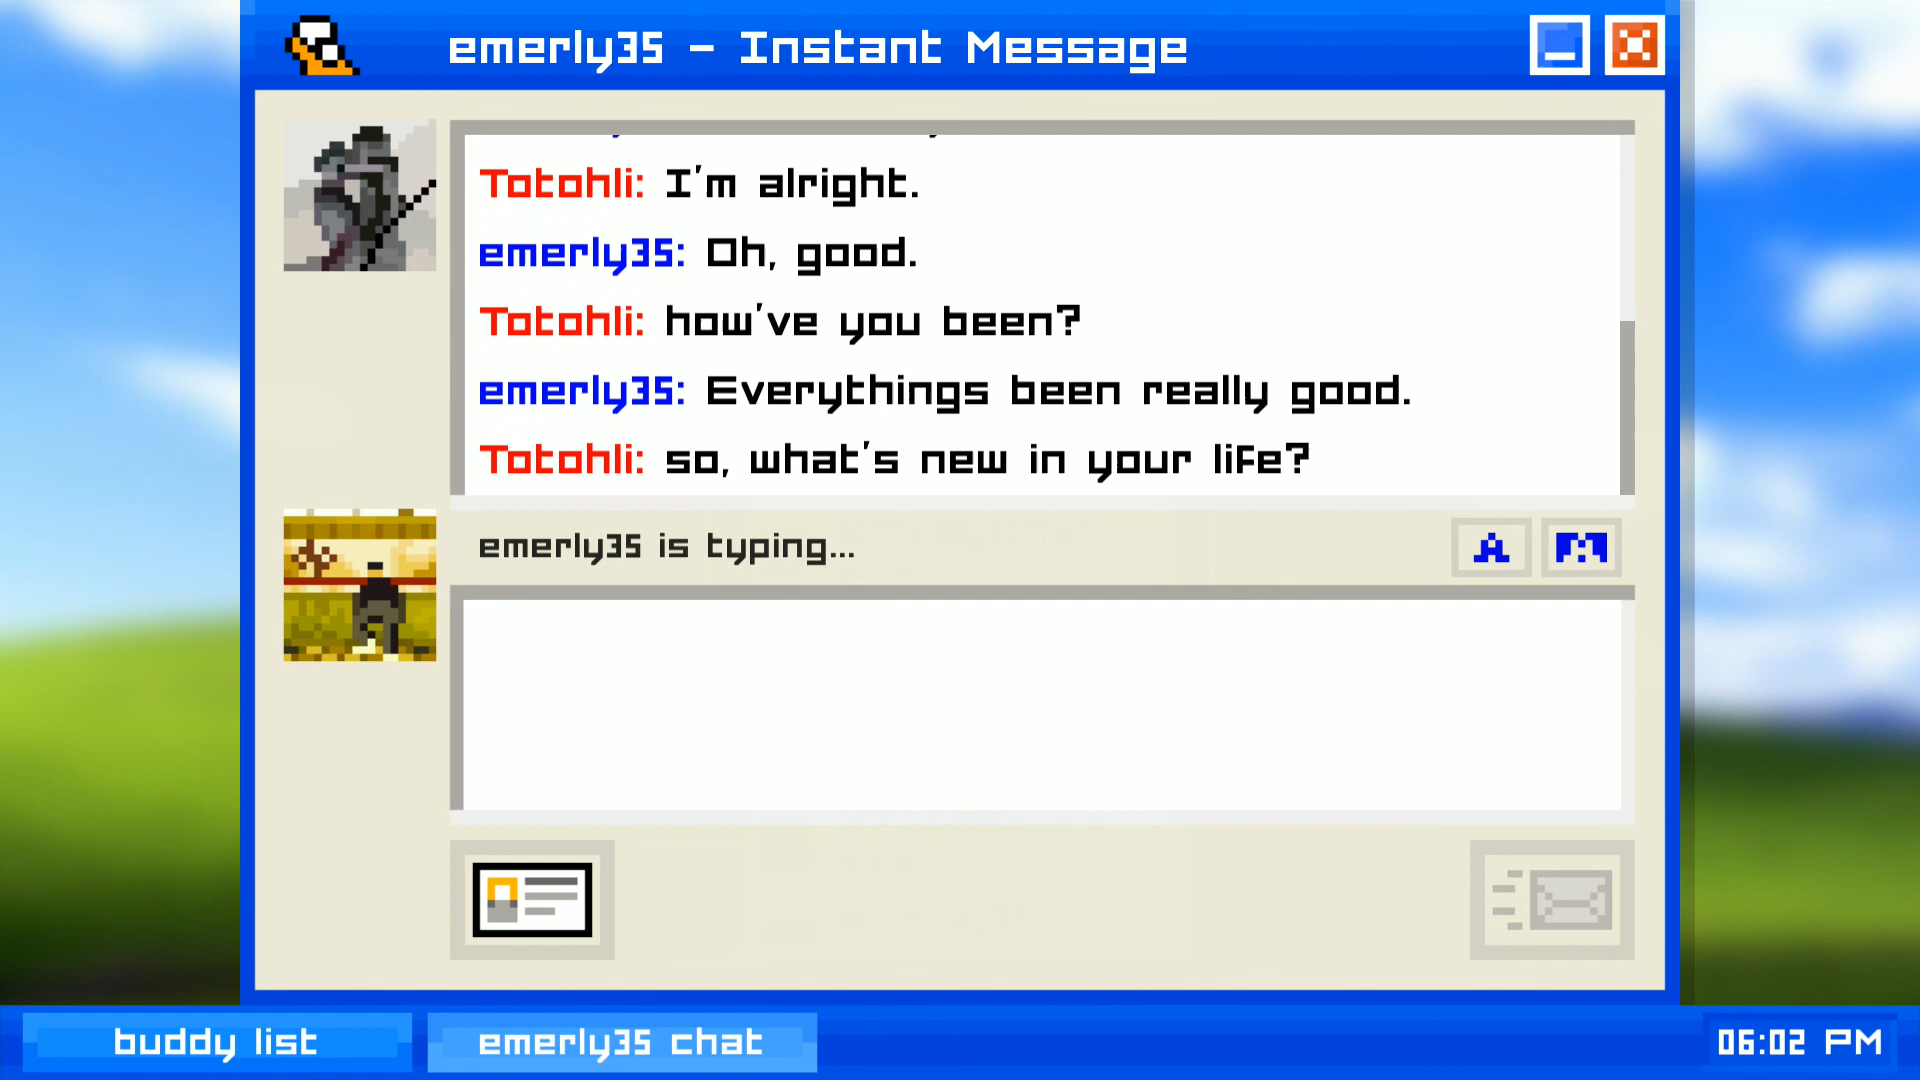 emerly35 - Instant Message
Totohli: I'm alright.
emerly35: Oh, good.
Totohli: how've you been?
emerly35: Everythings been really good.
Totohli: so, what's new in your life?
emerly35 is typing...
A
buddy list
emerly35 chat
06:02 PM